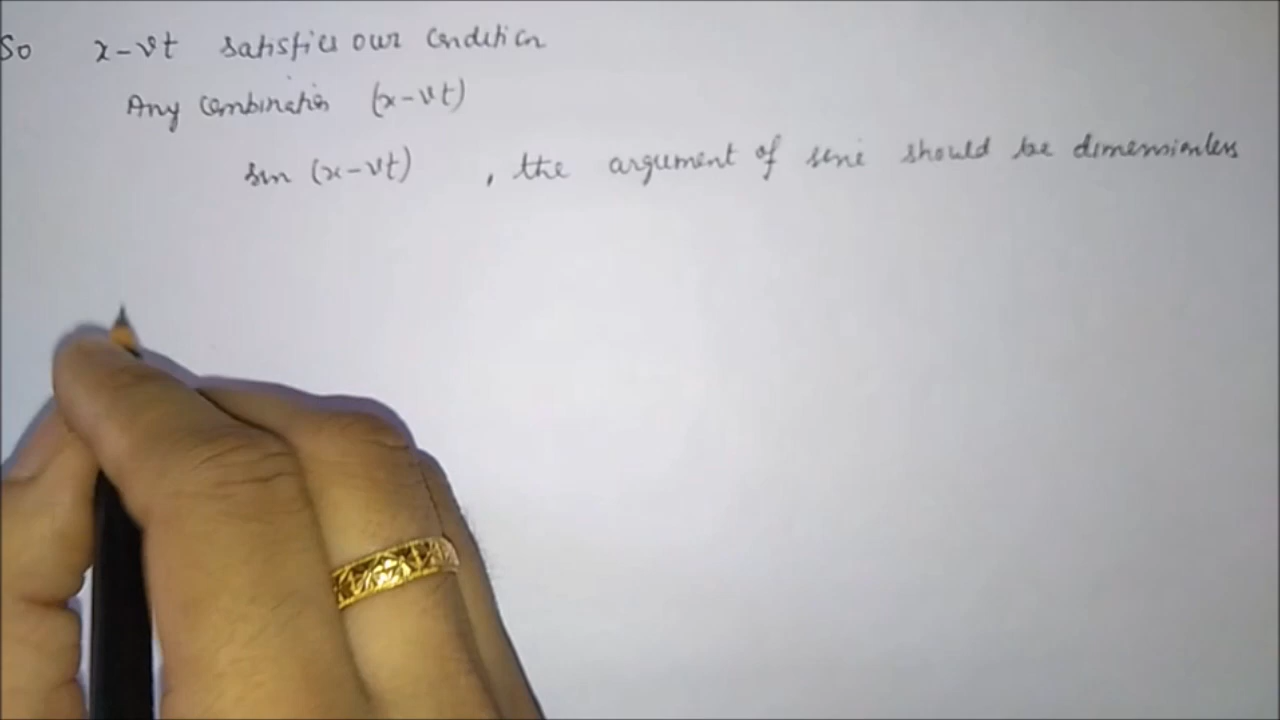 So x-vt satisfies our condition
Any combination (x-vt)
sin (x-vt) , the argument of sine should be dimensionless